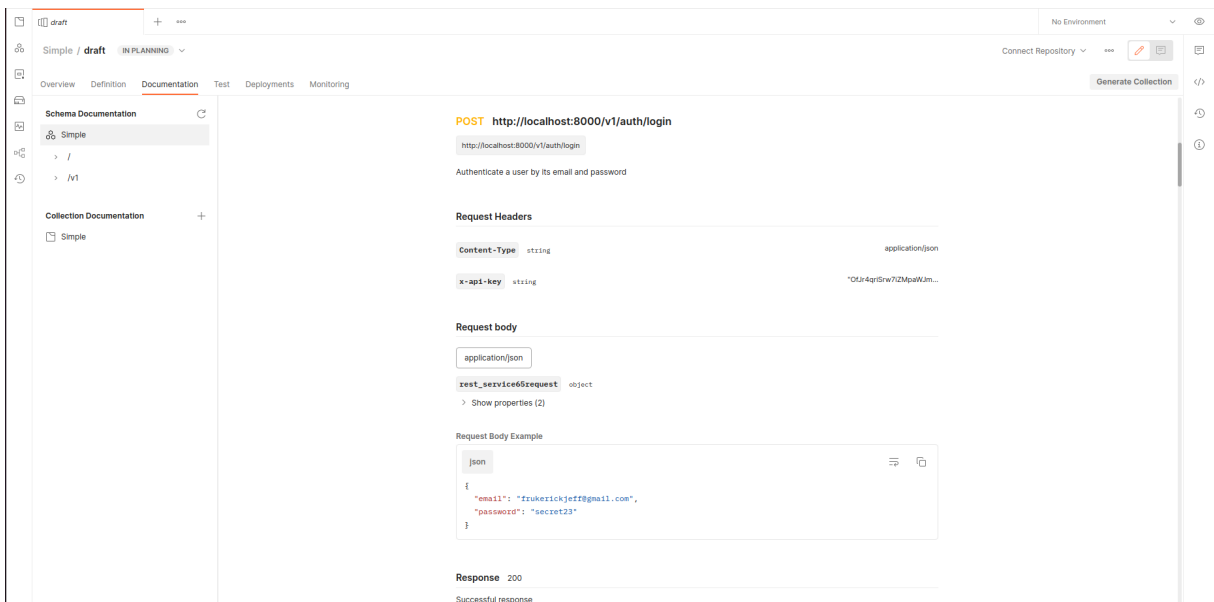 draft
No Environment
Simple / draft IN PLANNING
Connect Repository
Overview Definition Documentation Test Deployments Monitoring
Generate Collection
Schema Documentation
Simple
/
/v1
Collection Documentation
Simple
POST http://localhost:8000/v1/auth/login
http://localhost:8000/v1/auth/login
Authenticate a user by its email and password
Request Headers
Content-Type string application/json
x-api-key string "OfJr4qriSrw7iZMpaWJm...
Request body
application/json
rest_service65request object
Show properties (2)
Request Body Example
json
{
"email": "frukerickjeff@gmail.com",
"password": "secret23"
}
Response 200
Successful response